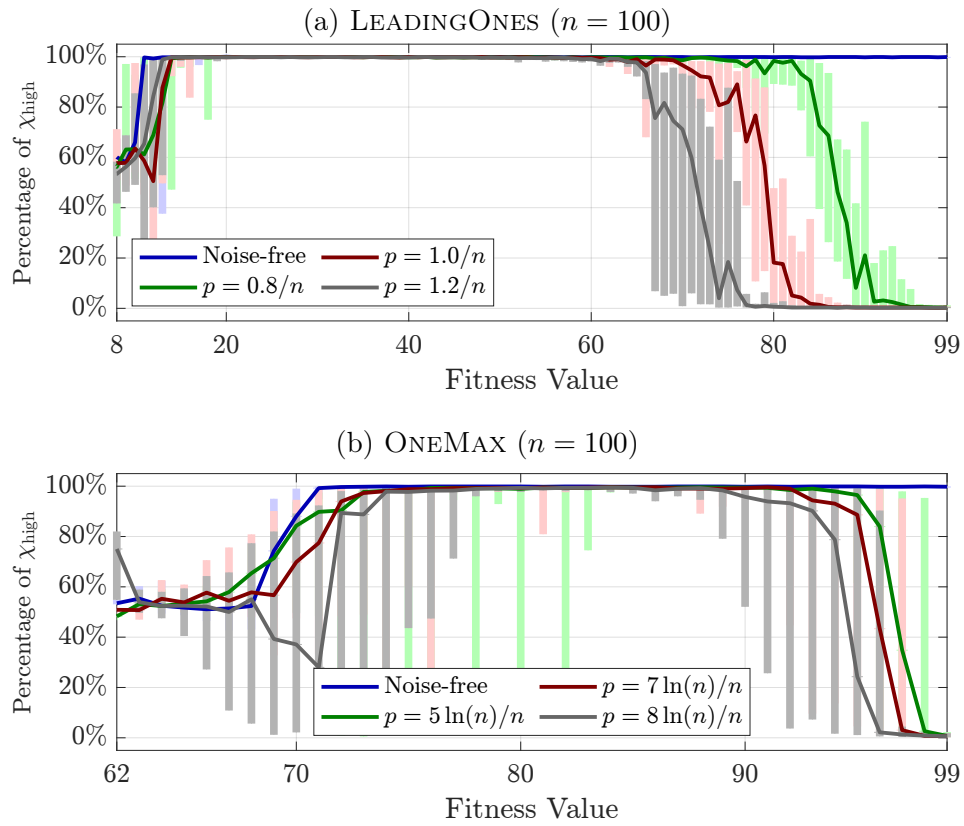 (a) LEADINGONES (n = 100)
100%
80%
60%
40%
20%
0%
Percentage of χhigh
Noise-free
p = 0.8/n
p = 1.0/n
p = 1.2/n
8 20 40 60 80 99
Fitness Value
(b) ONEMAX (n = 100)
100%
80%
60%
40%
20%
0%
Percentage of χhigh
Noise-free
p = 5 ln(n)/n
p = 7 ln(n)/n
p = 8 ln(n)/n
62 70 80 90 99
Fitness Value